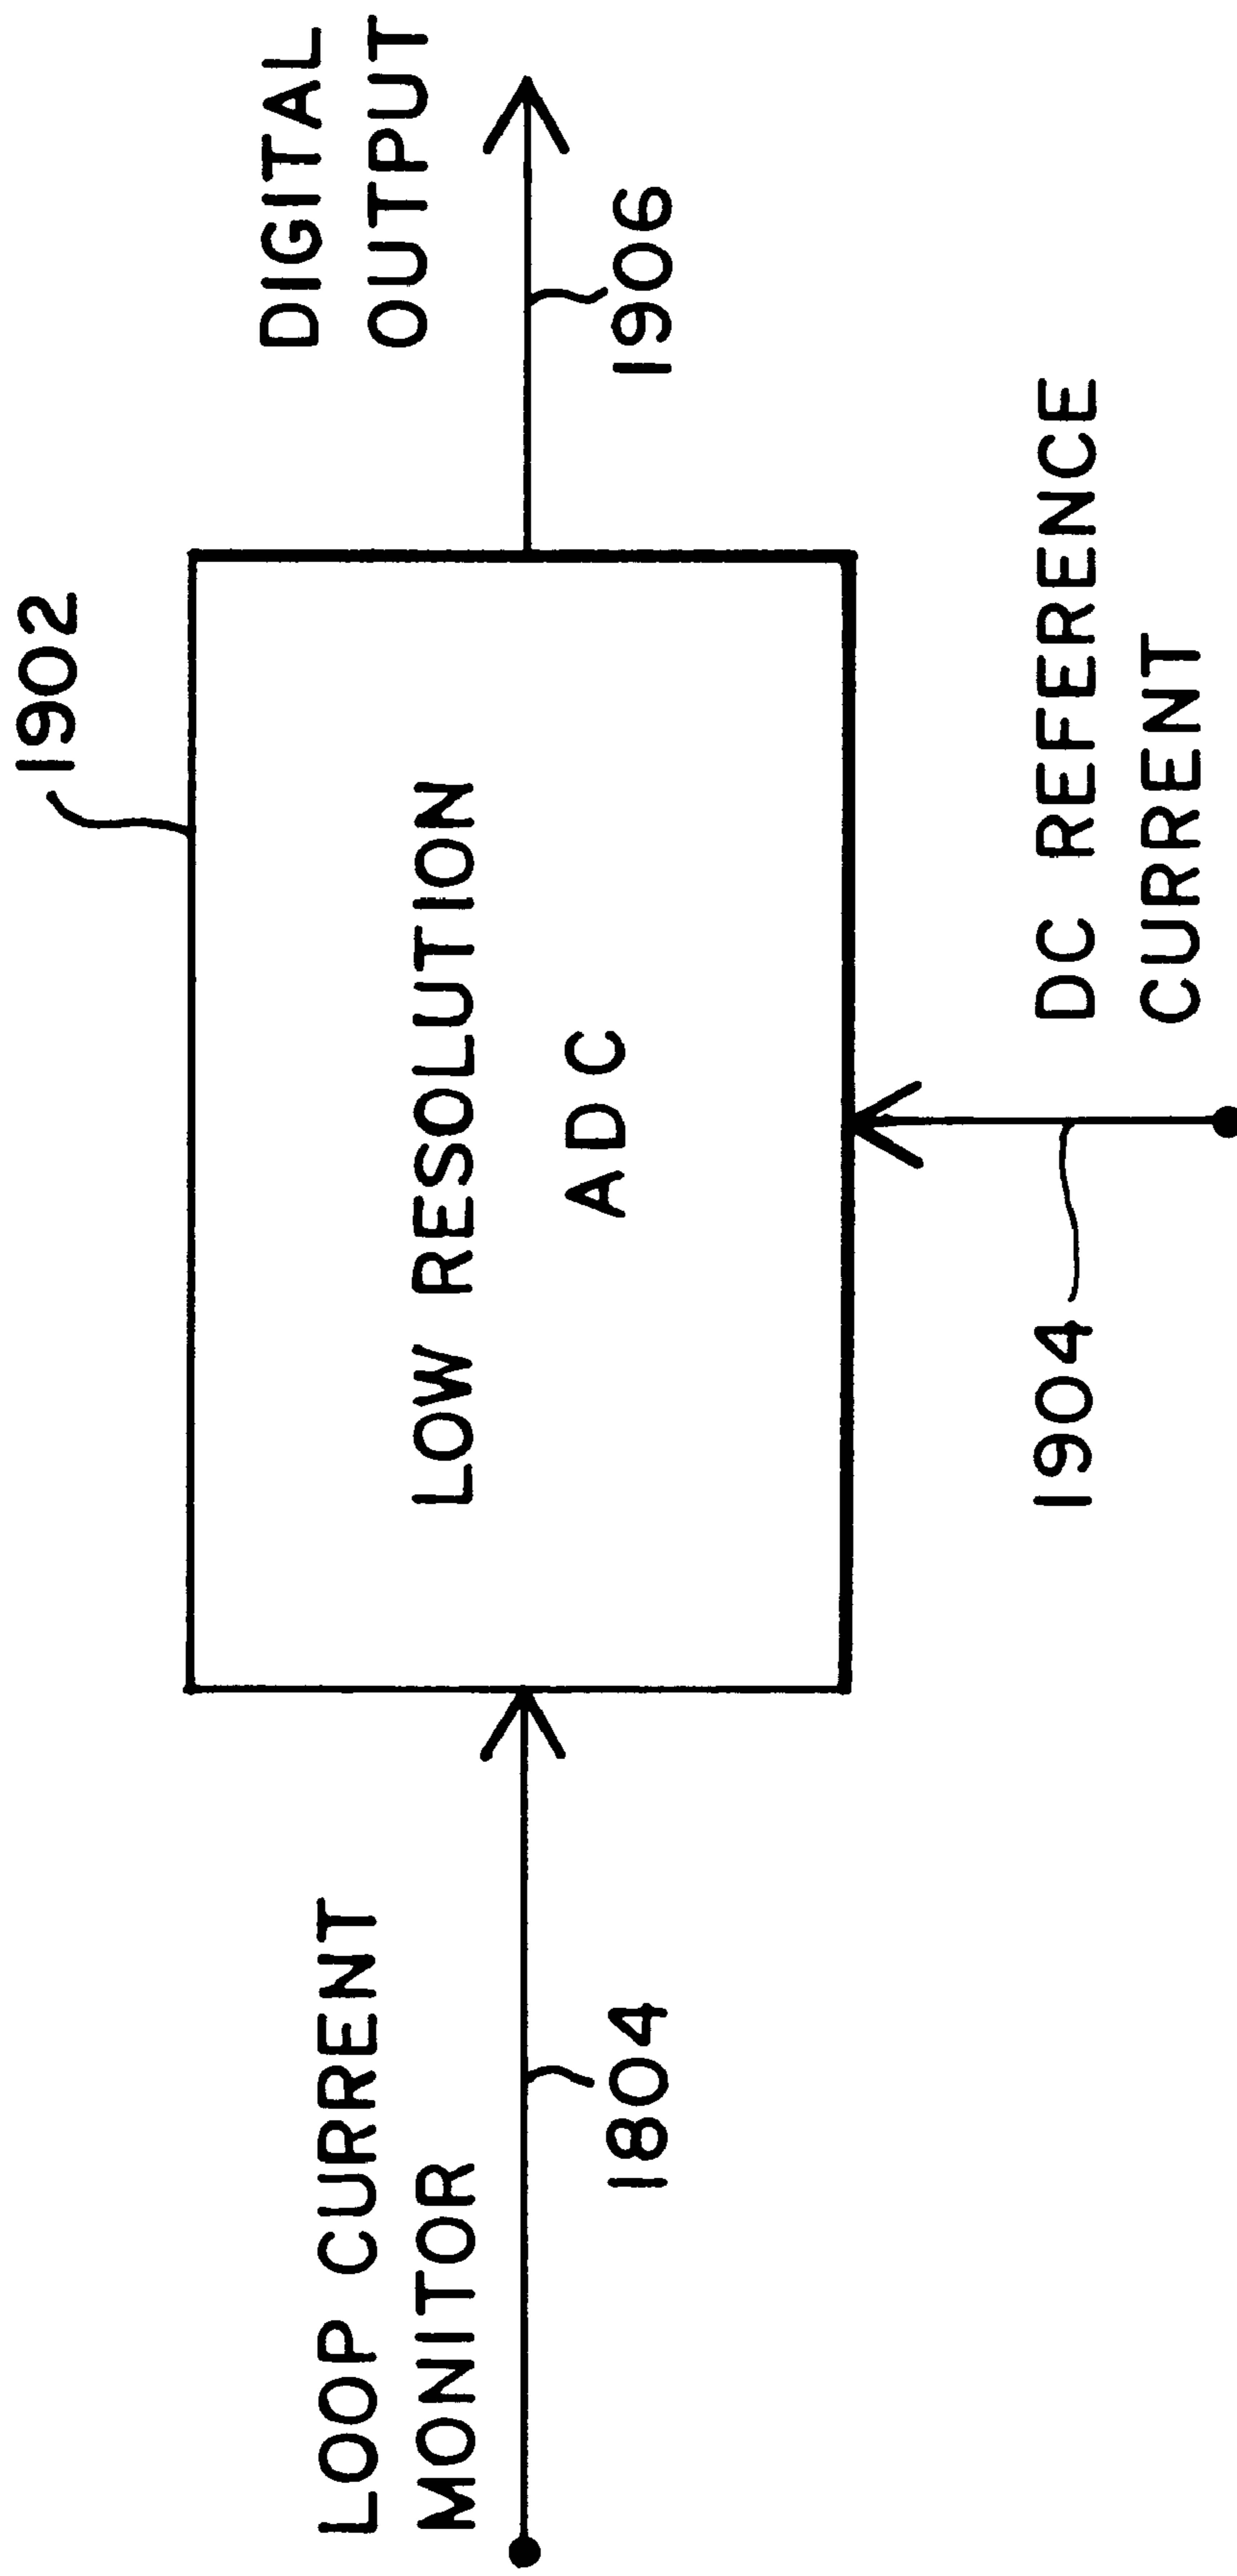 1902
LOOP CURRENT
MONITOR
1804
LOW RESOLUTION
ADC
DIGITAL
OUTPUT
1906
1904
DC REFERENCE
CURRENT